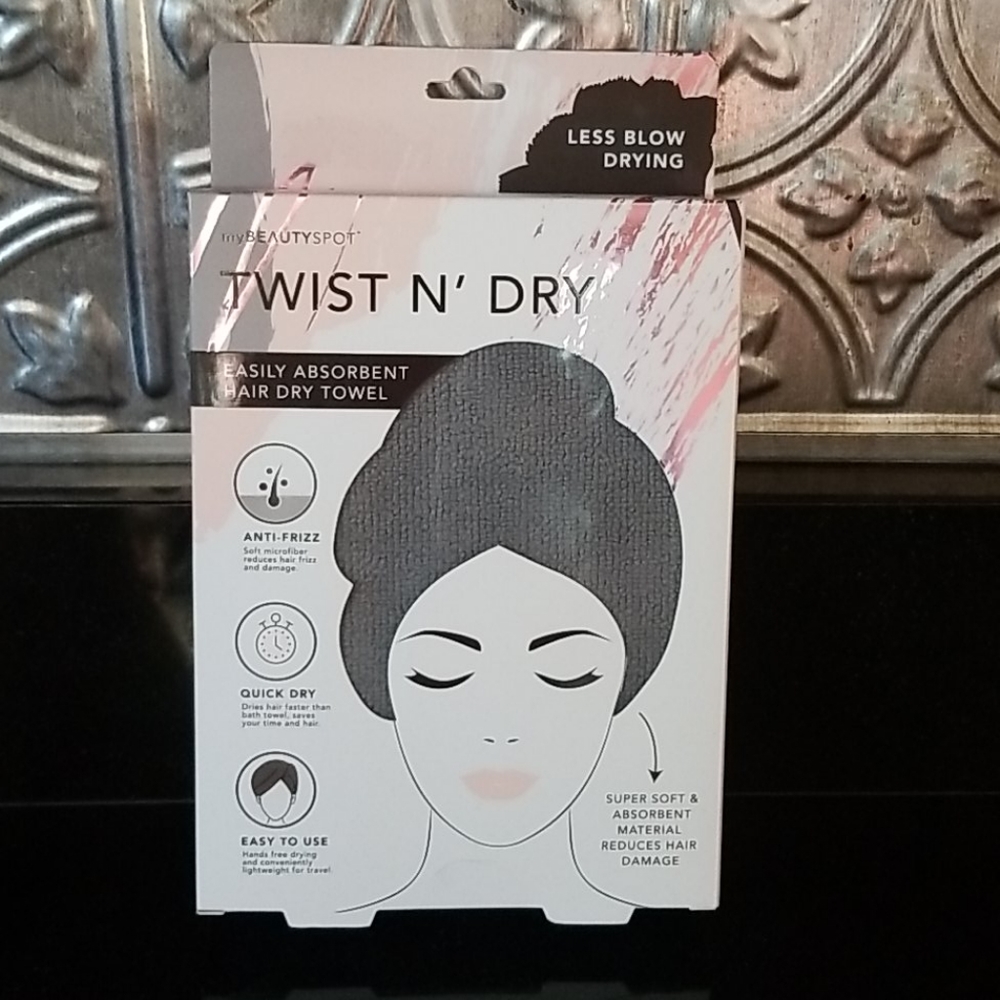 LESS BLOW
DRYING
myBEAUTYSPOT
TWIST N' DRY
EASILY ABSORBENT
HAIR DRY TOWEL
ANTI-FRIZZ
Soft microfiber
reduces hair frizz
and damage.
QUICK DRY
Dries hair faster than
bath towel, saves
your time and hair.
EASY TO USE
Hands free drying
and conveniently
lightweight for travel.
SUPER SOFT &
ABSORBENT
MATERIAL
REDUCES HAIR
DAMAGE